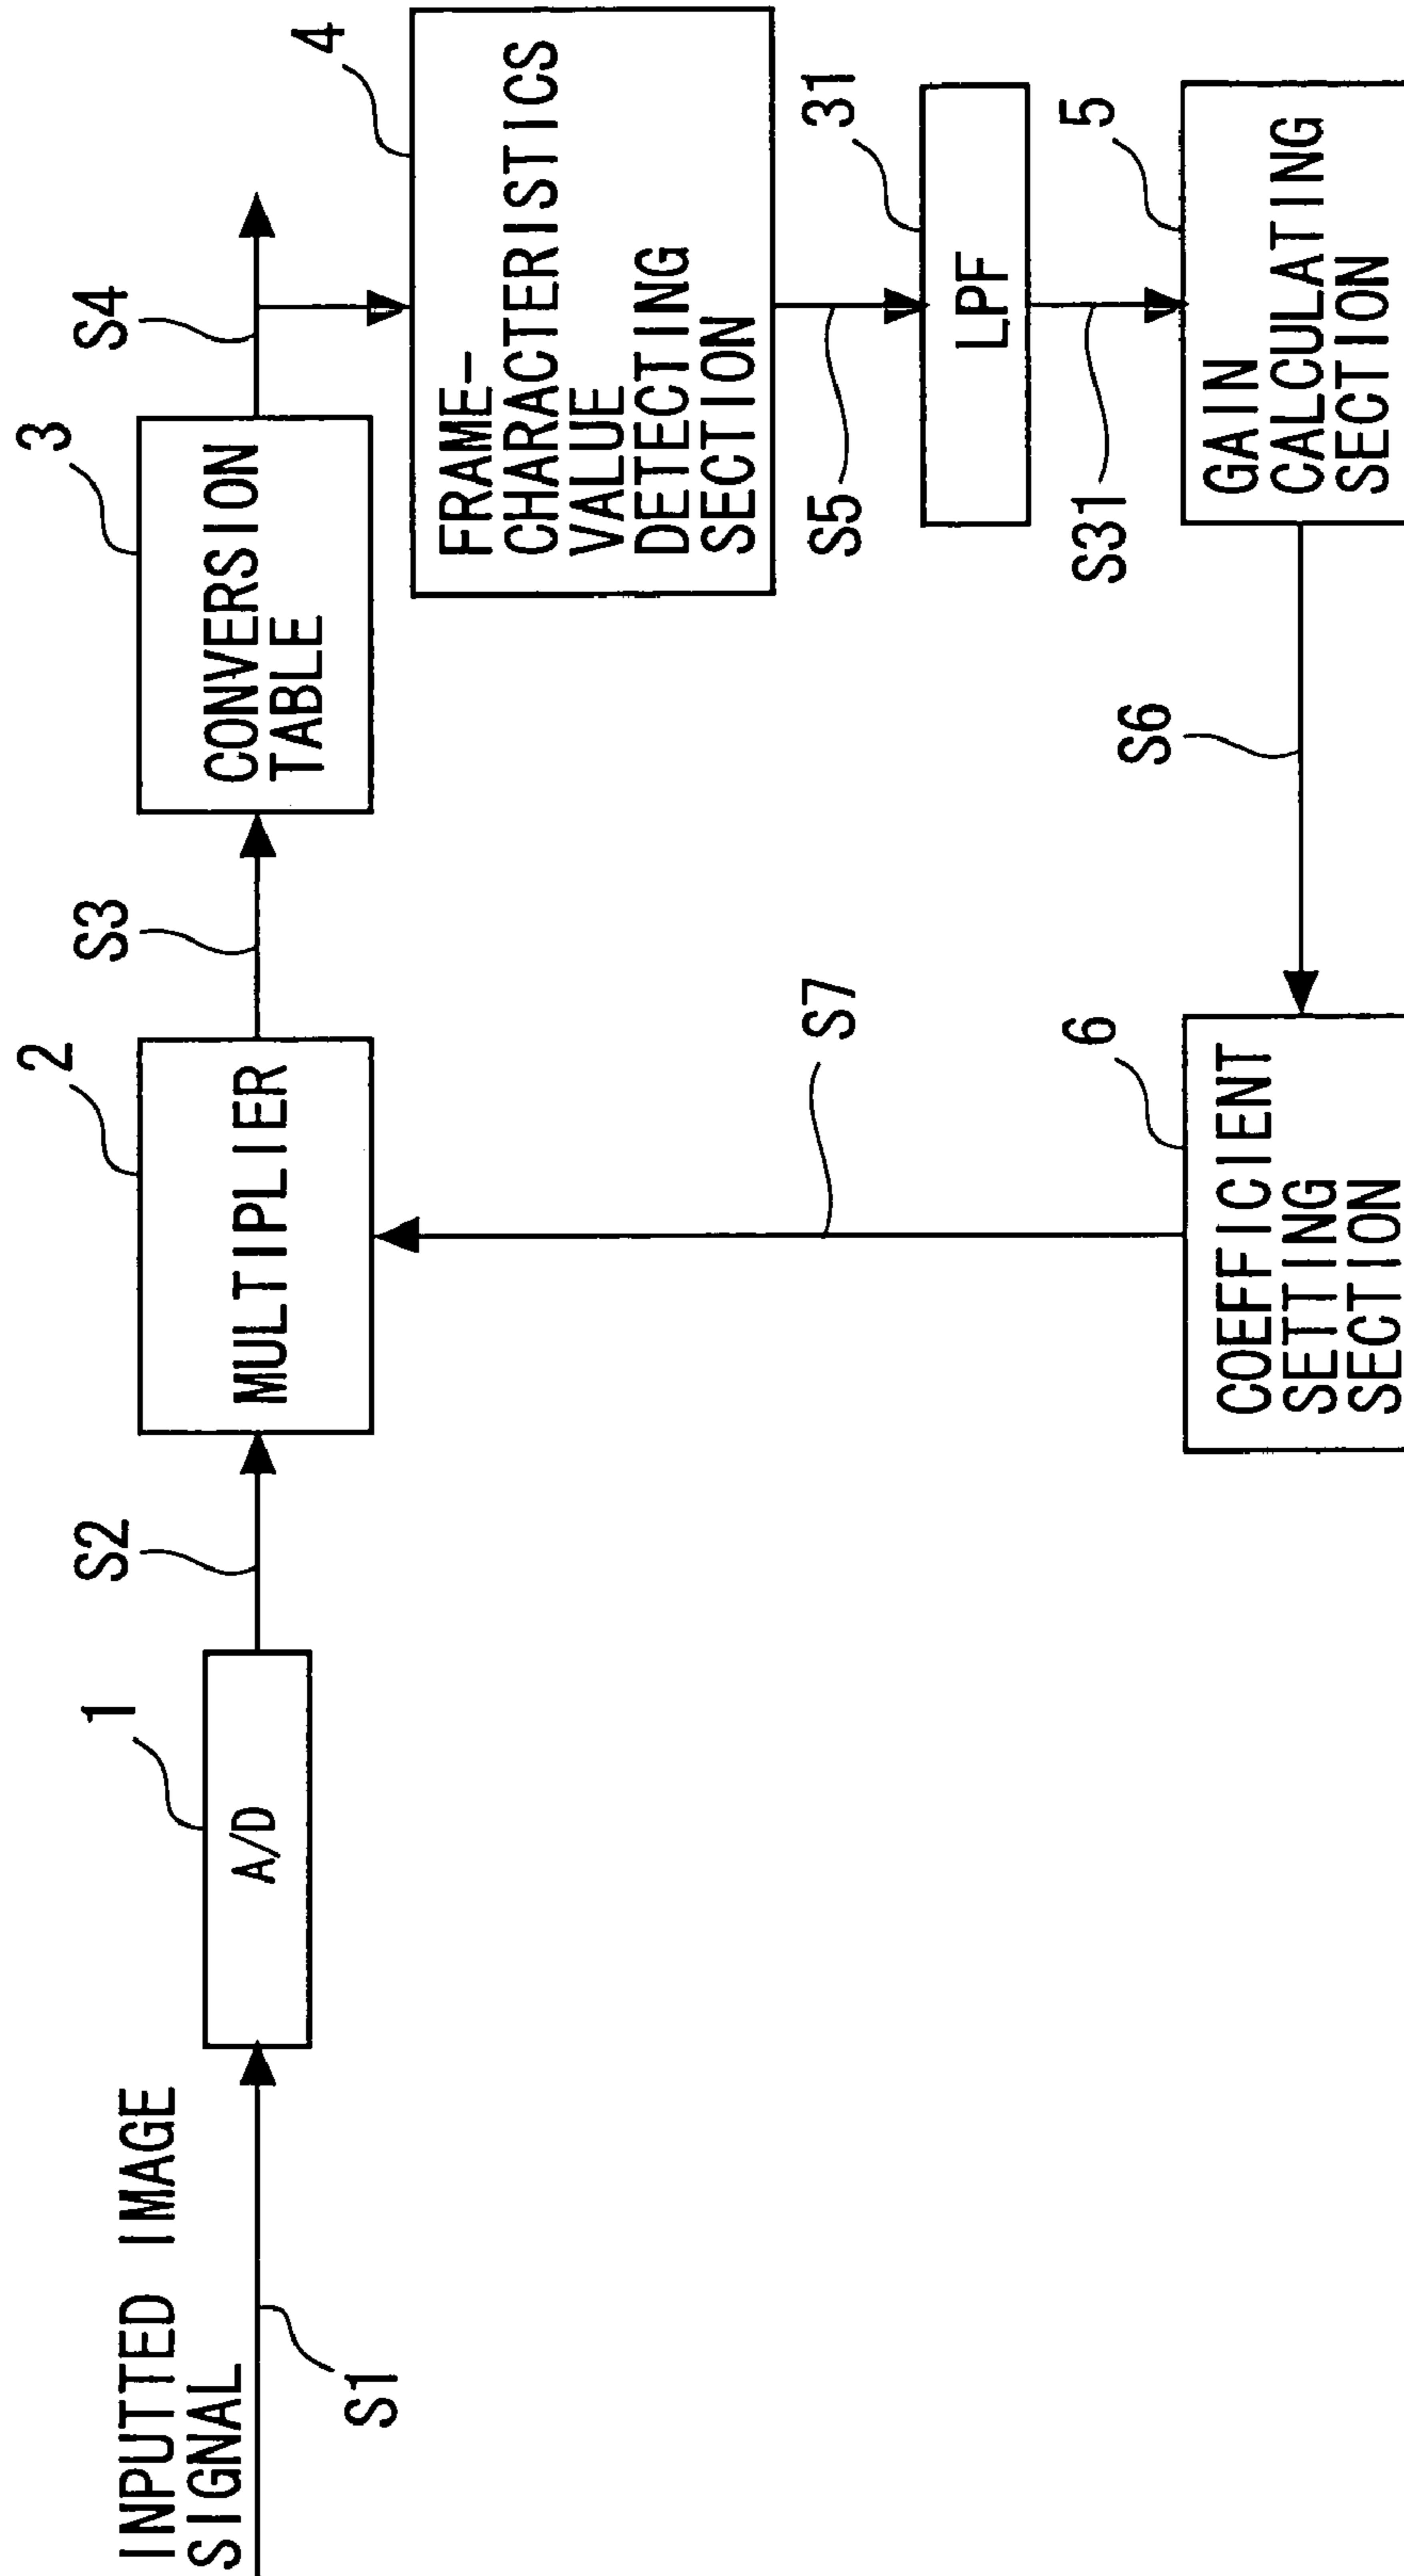 INPUTTED IMAGE
SIGNAL
S1
1
A/D
S2
2
MULTIPLIER
S3
3
CONVERSION
TABLE
S4
4
FRAME-
CHARACTERISTICS
VALUE
DETECTING
SECTION
S5
31
LPF
S31
5
GAIN
CALCULATING
SECTION
S6
6
COEFFICIENT
SETTING
SECTION
S7